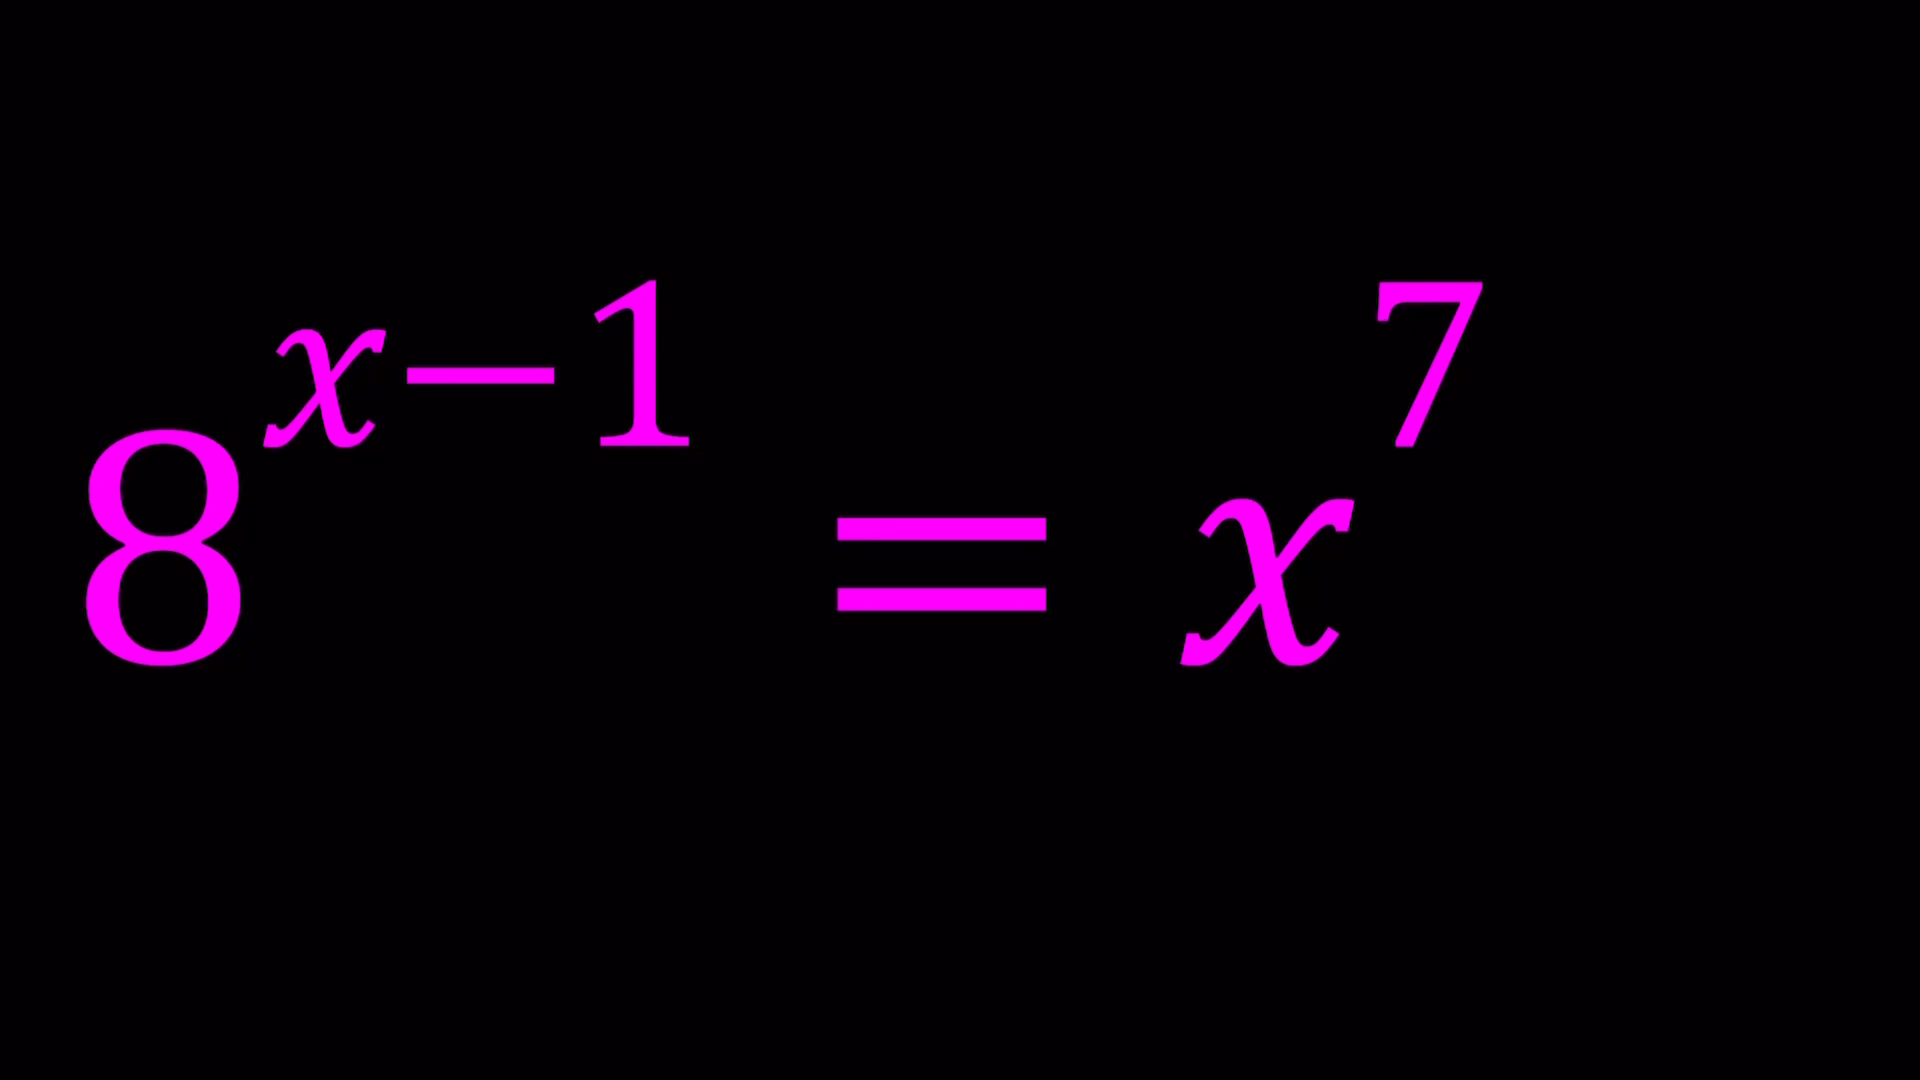 8^{x-1} = x^7